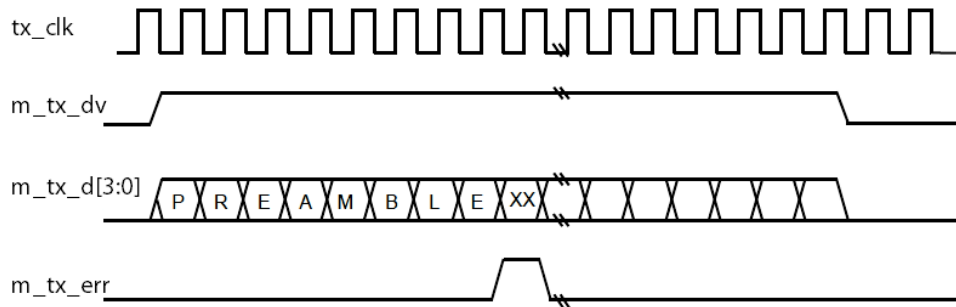 tx_clk
m_tx_dv
m_tx_d[3:0]
P R E A M B L E XX
m_tx_err